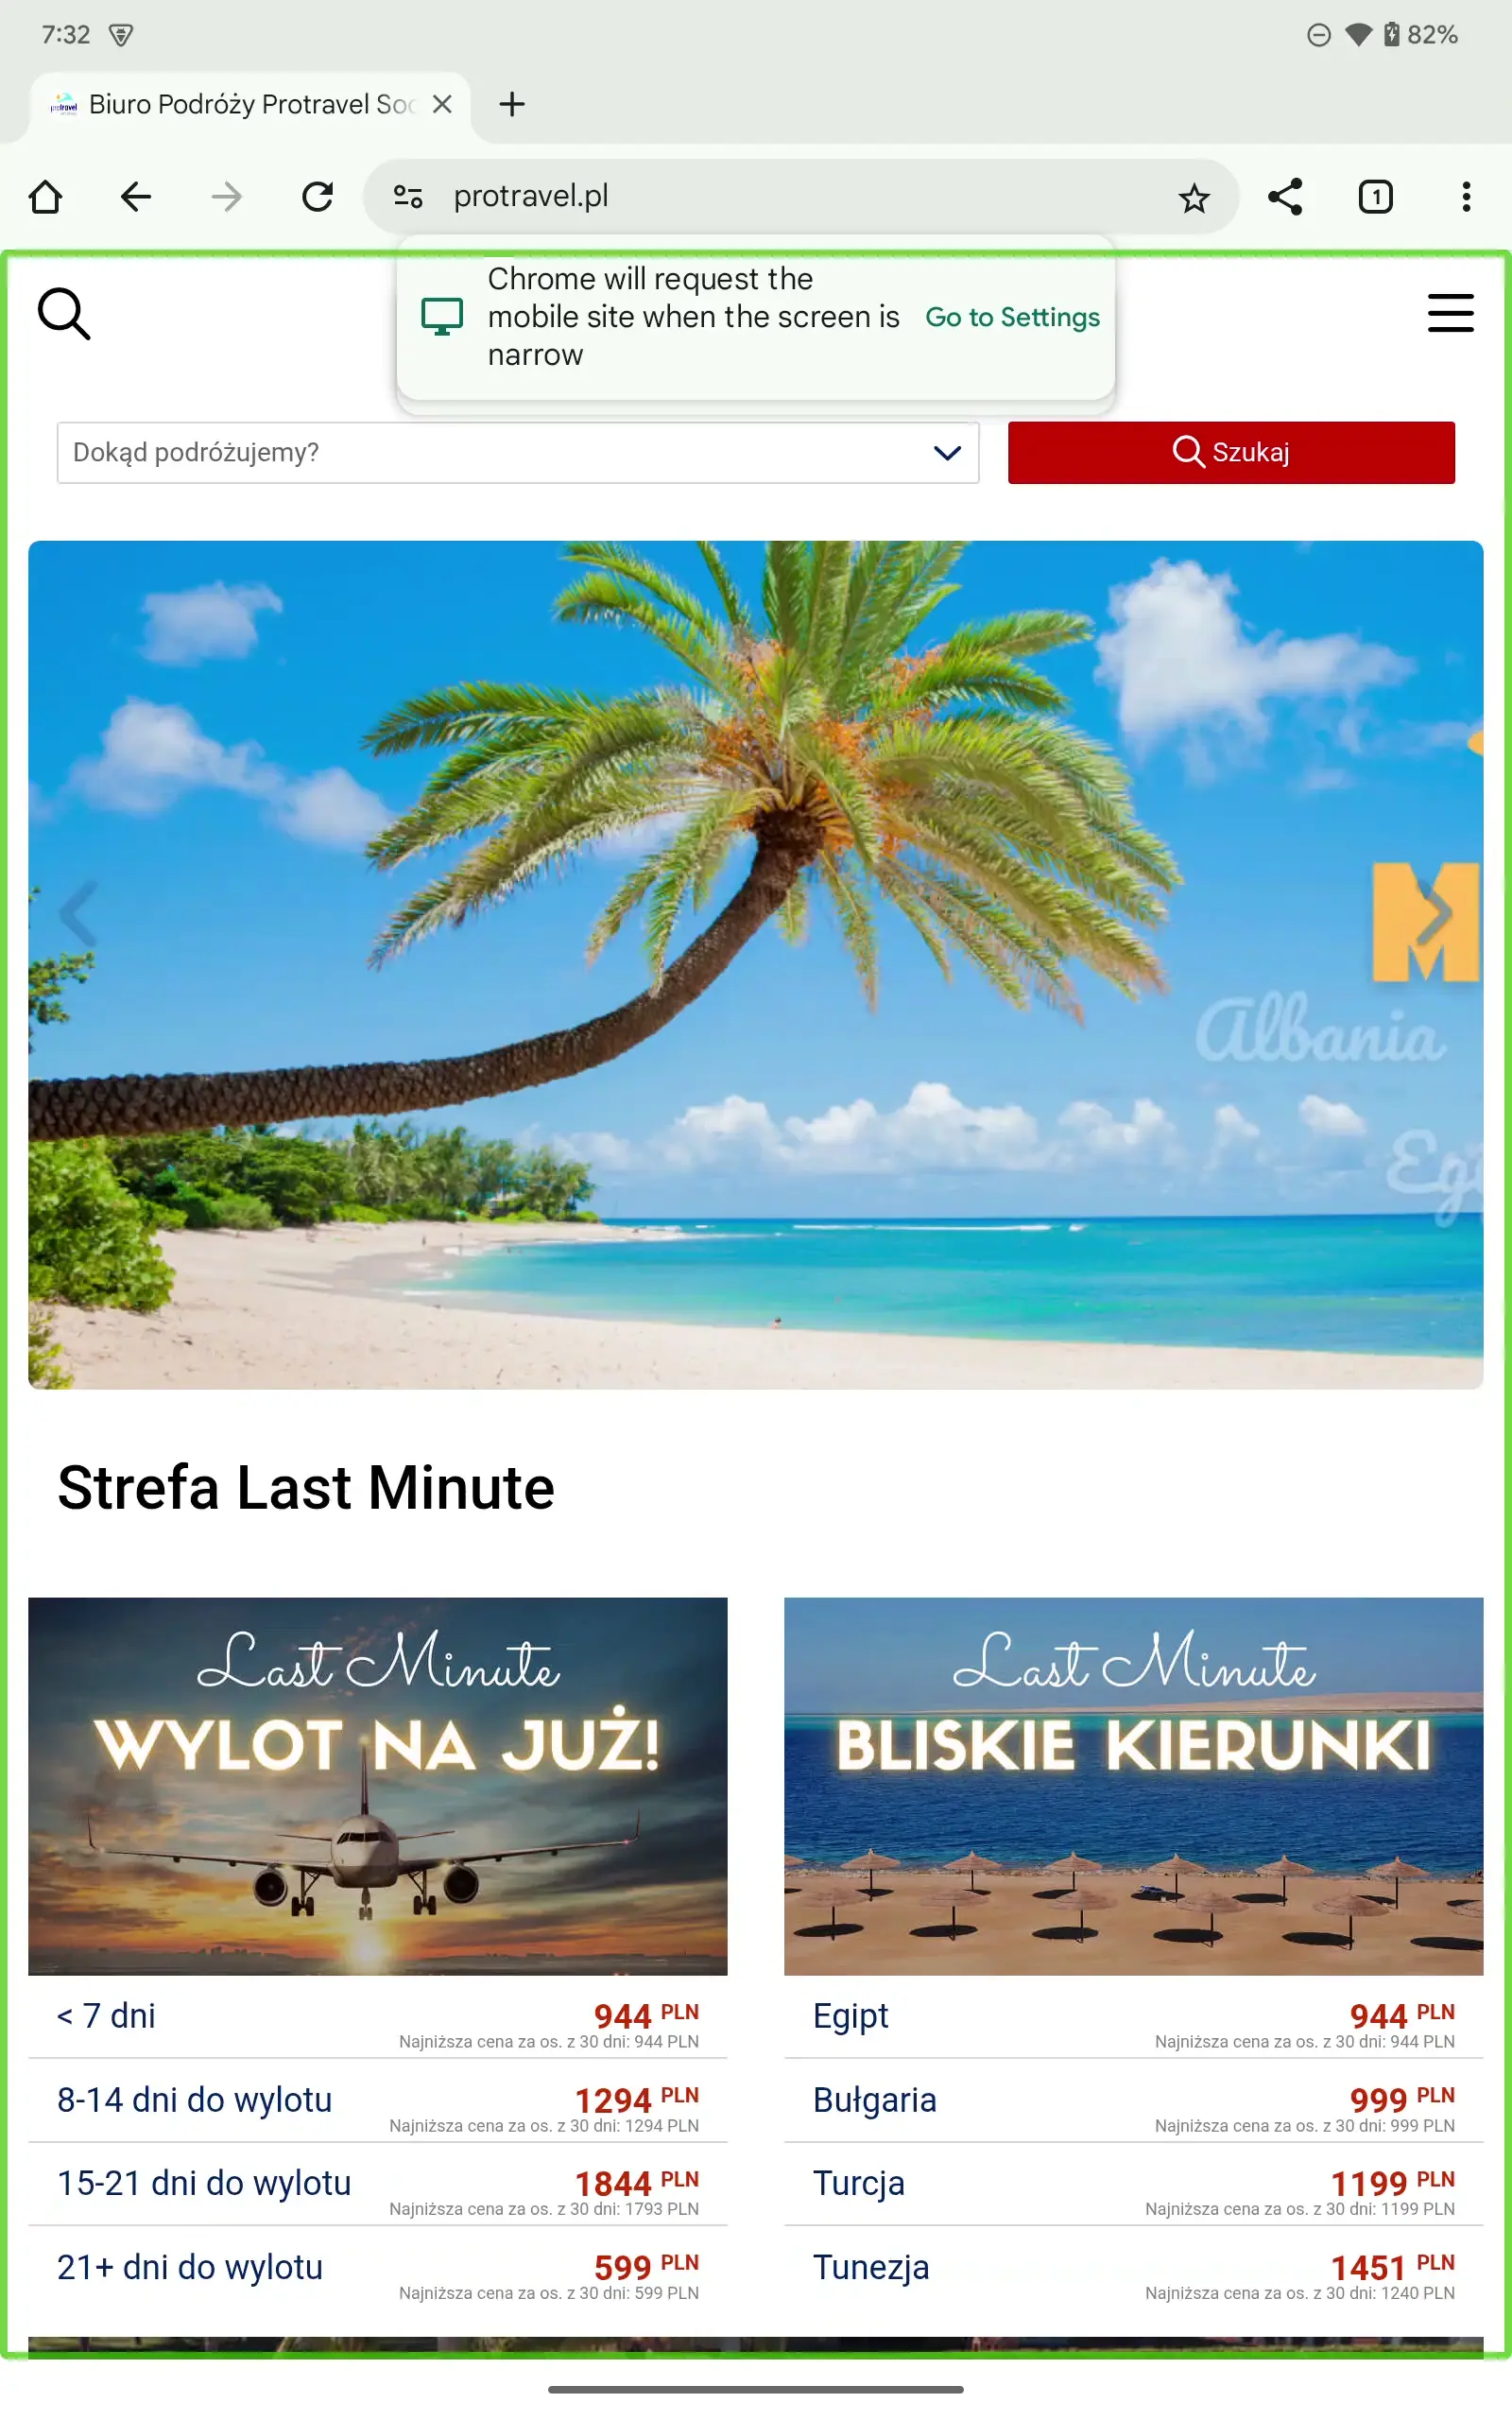 7:32
82%
Biuro Podróży Protravel Soc
protravel.pl
1
Chrome will request the
mobile site when the screen is
narrow
Go to Settings
Dokąd podróżujemy?
Szukaj
M
Albania
Strefa Last Minute
Last Minute
WYLOT NA JUŻ!
< 7 dni
944 PLN
Najniższa cena za os. z 30 dni: 944 PLN
8-14 dni do wylotu
1294 PLN
Najniższa cena za os. z 30 dni: 1294 PLN
15-21 dni do wylotu
1844 PLN
Najniższa cena za os. z 30 dni: 1793 PLN
21+ dni do wylotu
599 PLN
Najniższa cena za os. z 30 dni: 599 PLN
Last Minute
BLISKIE KIERUNKI
Egipt
944 PLN
Najniższa cena za os. z 30 dni: 944 PLN
Bułgaria
999 PLN
Najniższa cena za os. z 30 dni: 999 PLN
Turcja
1199 PLN
Najniższa cena za os. z 30 dni: 1199 PLN
Tunezja
1451 PLN
Najniższa cena za os. z 30 dni: 1240 PLN